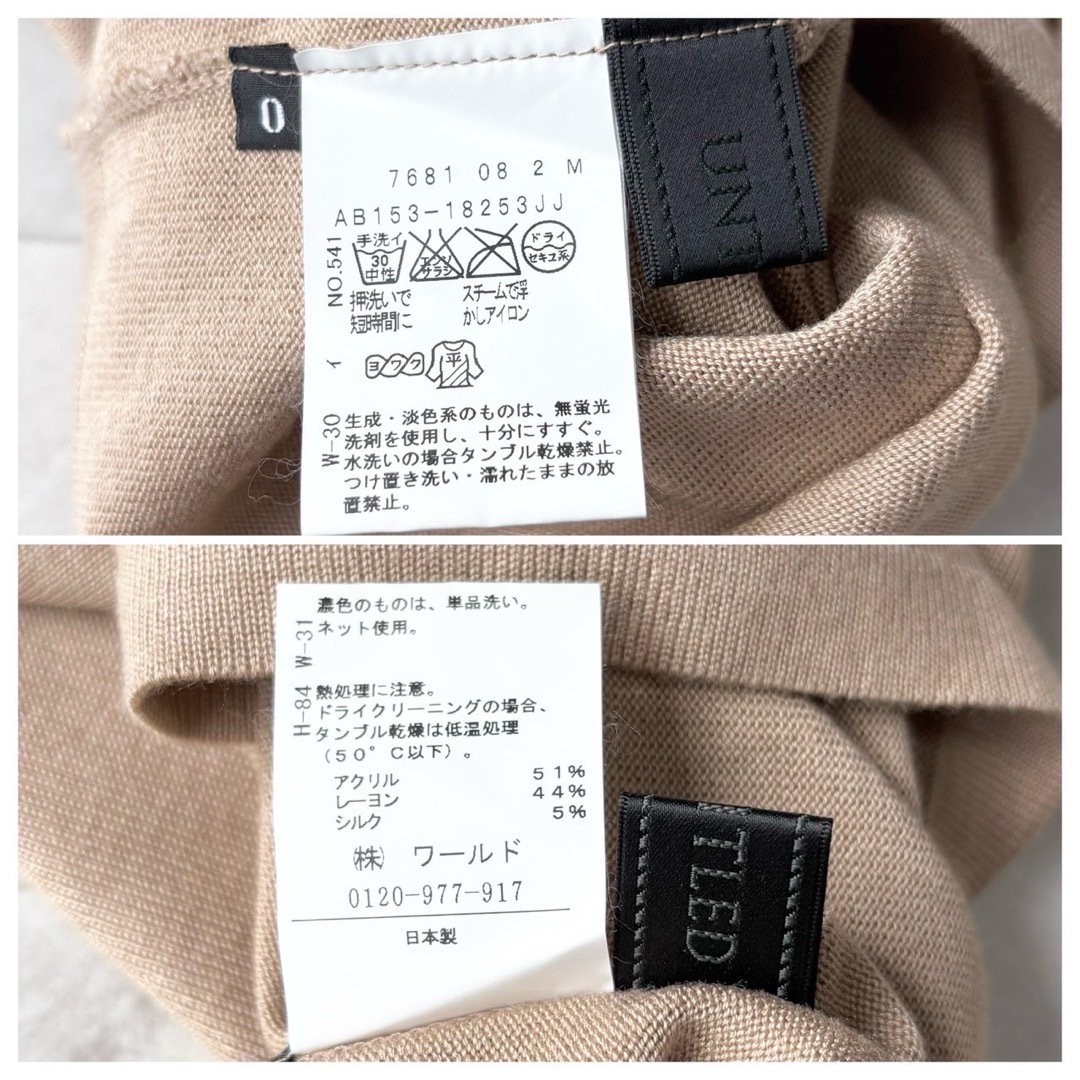 0
7681 08 2 M
AB153-18253JJ
NO.541
手洗イ
30
中性
エンソ
サラシ
ドライ
セキユ系
押洗いで
短時間に
スチームで浮
かしアイロン
イ
ヨワク
平
W-30
生成・淡色系のものは、無蛍光
洗剤を使用し、十分にすすぐ。
水洗いの場合タンブル乾燥禁止。
つけ置き洗い・濡れたままの放
置禁止。
UN
W-31
濃色のものは、単品洗い。
ネット使用。
H-84
熱処理に注意。
ドライクリーニングの場合、
タンブル乾燥は低温処理
(50°C以下)。
アクリル 51%
レーヨン 44%
シルク 5%
(株) ワールド
0120-977-917
日本製
TLED